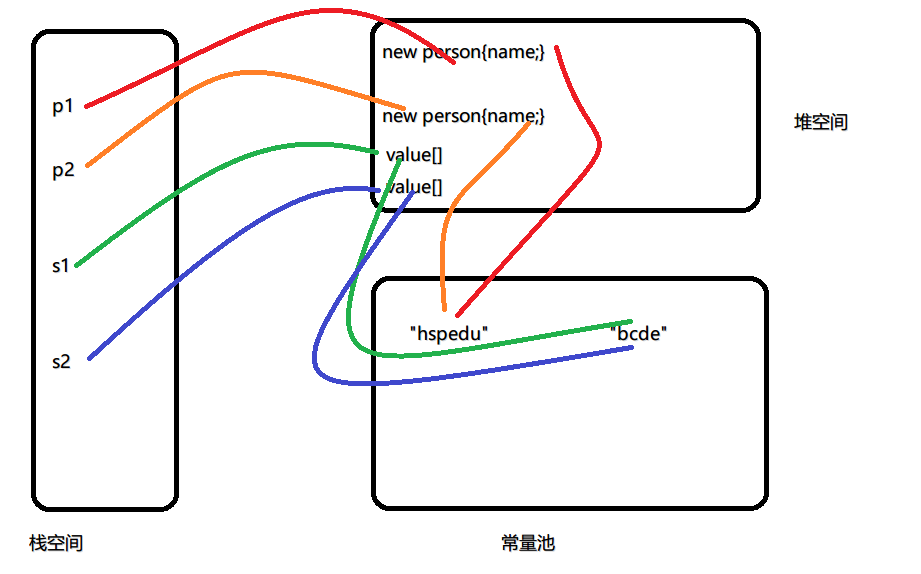 new person{name;}
p1
new person{name;}
堆空间
value[]
p2
value[]
s1
"hspedu"
"bcde"
s2
栈空间
常量池